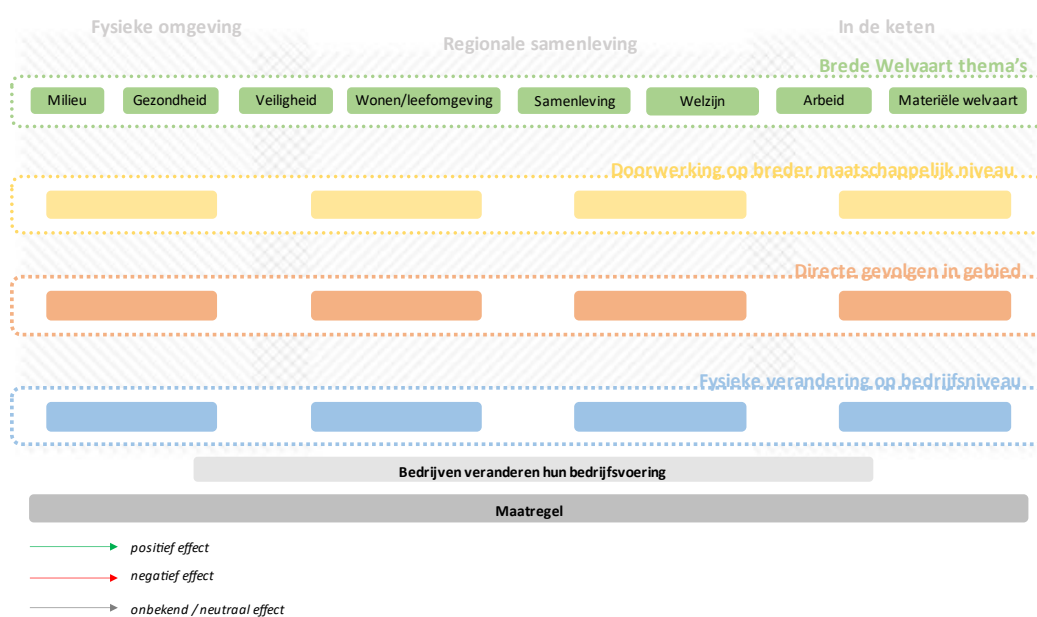 Fysieke omgeving
Regionale samenleving
In de keten
Brede Welvaart thema's
Milieu
Gezondheid
Veiligheid
Wonen/leefomgeving
Samenleving
Welzijn
Arbeid
Materiële welvaart
Doorwerking op breder maatschappelijk niveau
Directe gevolgen in gebied
Fysieke verandering op bedrijfsniveau
Bedrijven veranderen hun bedrijfsvoering
Maatregel
positief effect
negatief effect
onbekend / neutraal effect